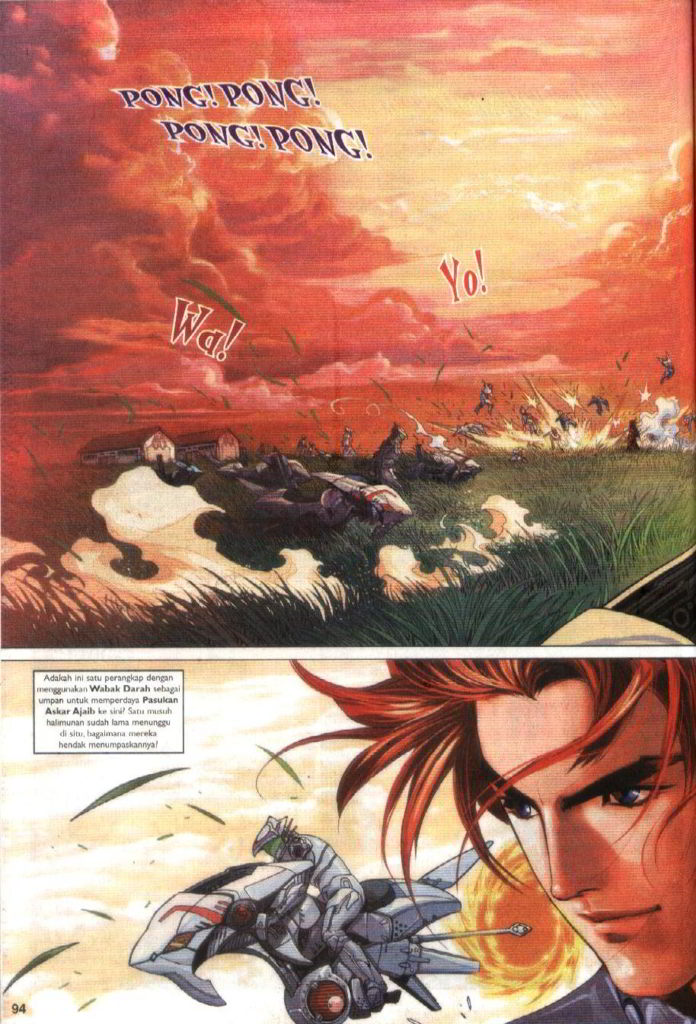 PONG! PONG!
PONG! PONG!
Yo!
Wa!
Adakah ini satu perangkap dengan
menggunakan Wabak Darah sebagai
umpan untuk memperdaya Pasukan
Askar Ajaib ke sini? Satu musuh
halimunan sudah lama menunggu
di situ, bagaimana mereka
hendak menumpaskannya?
94